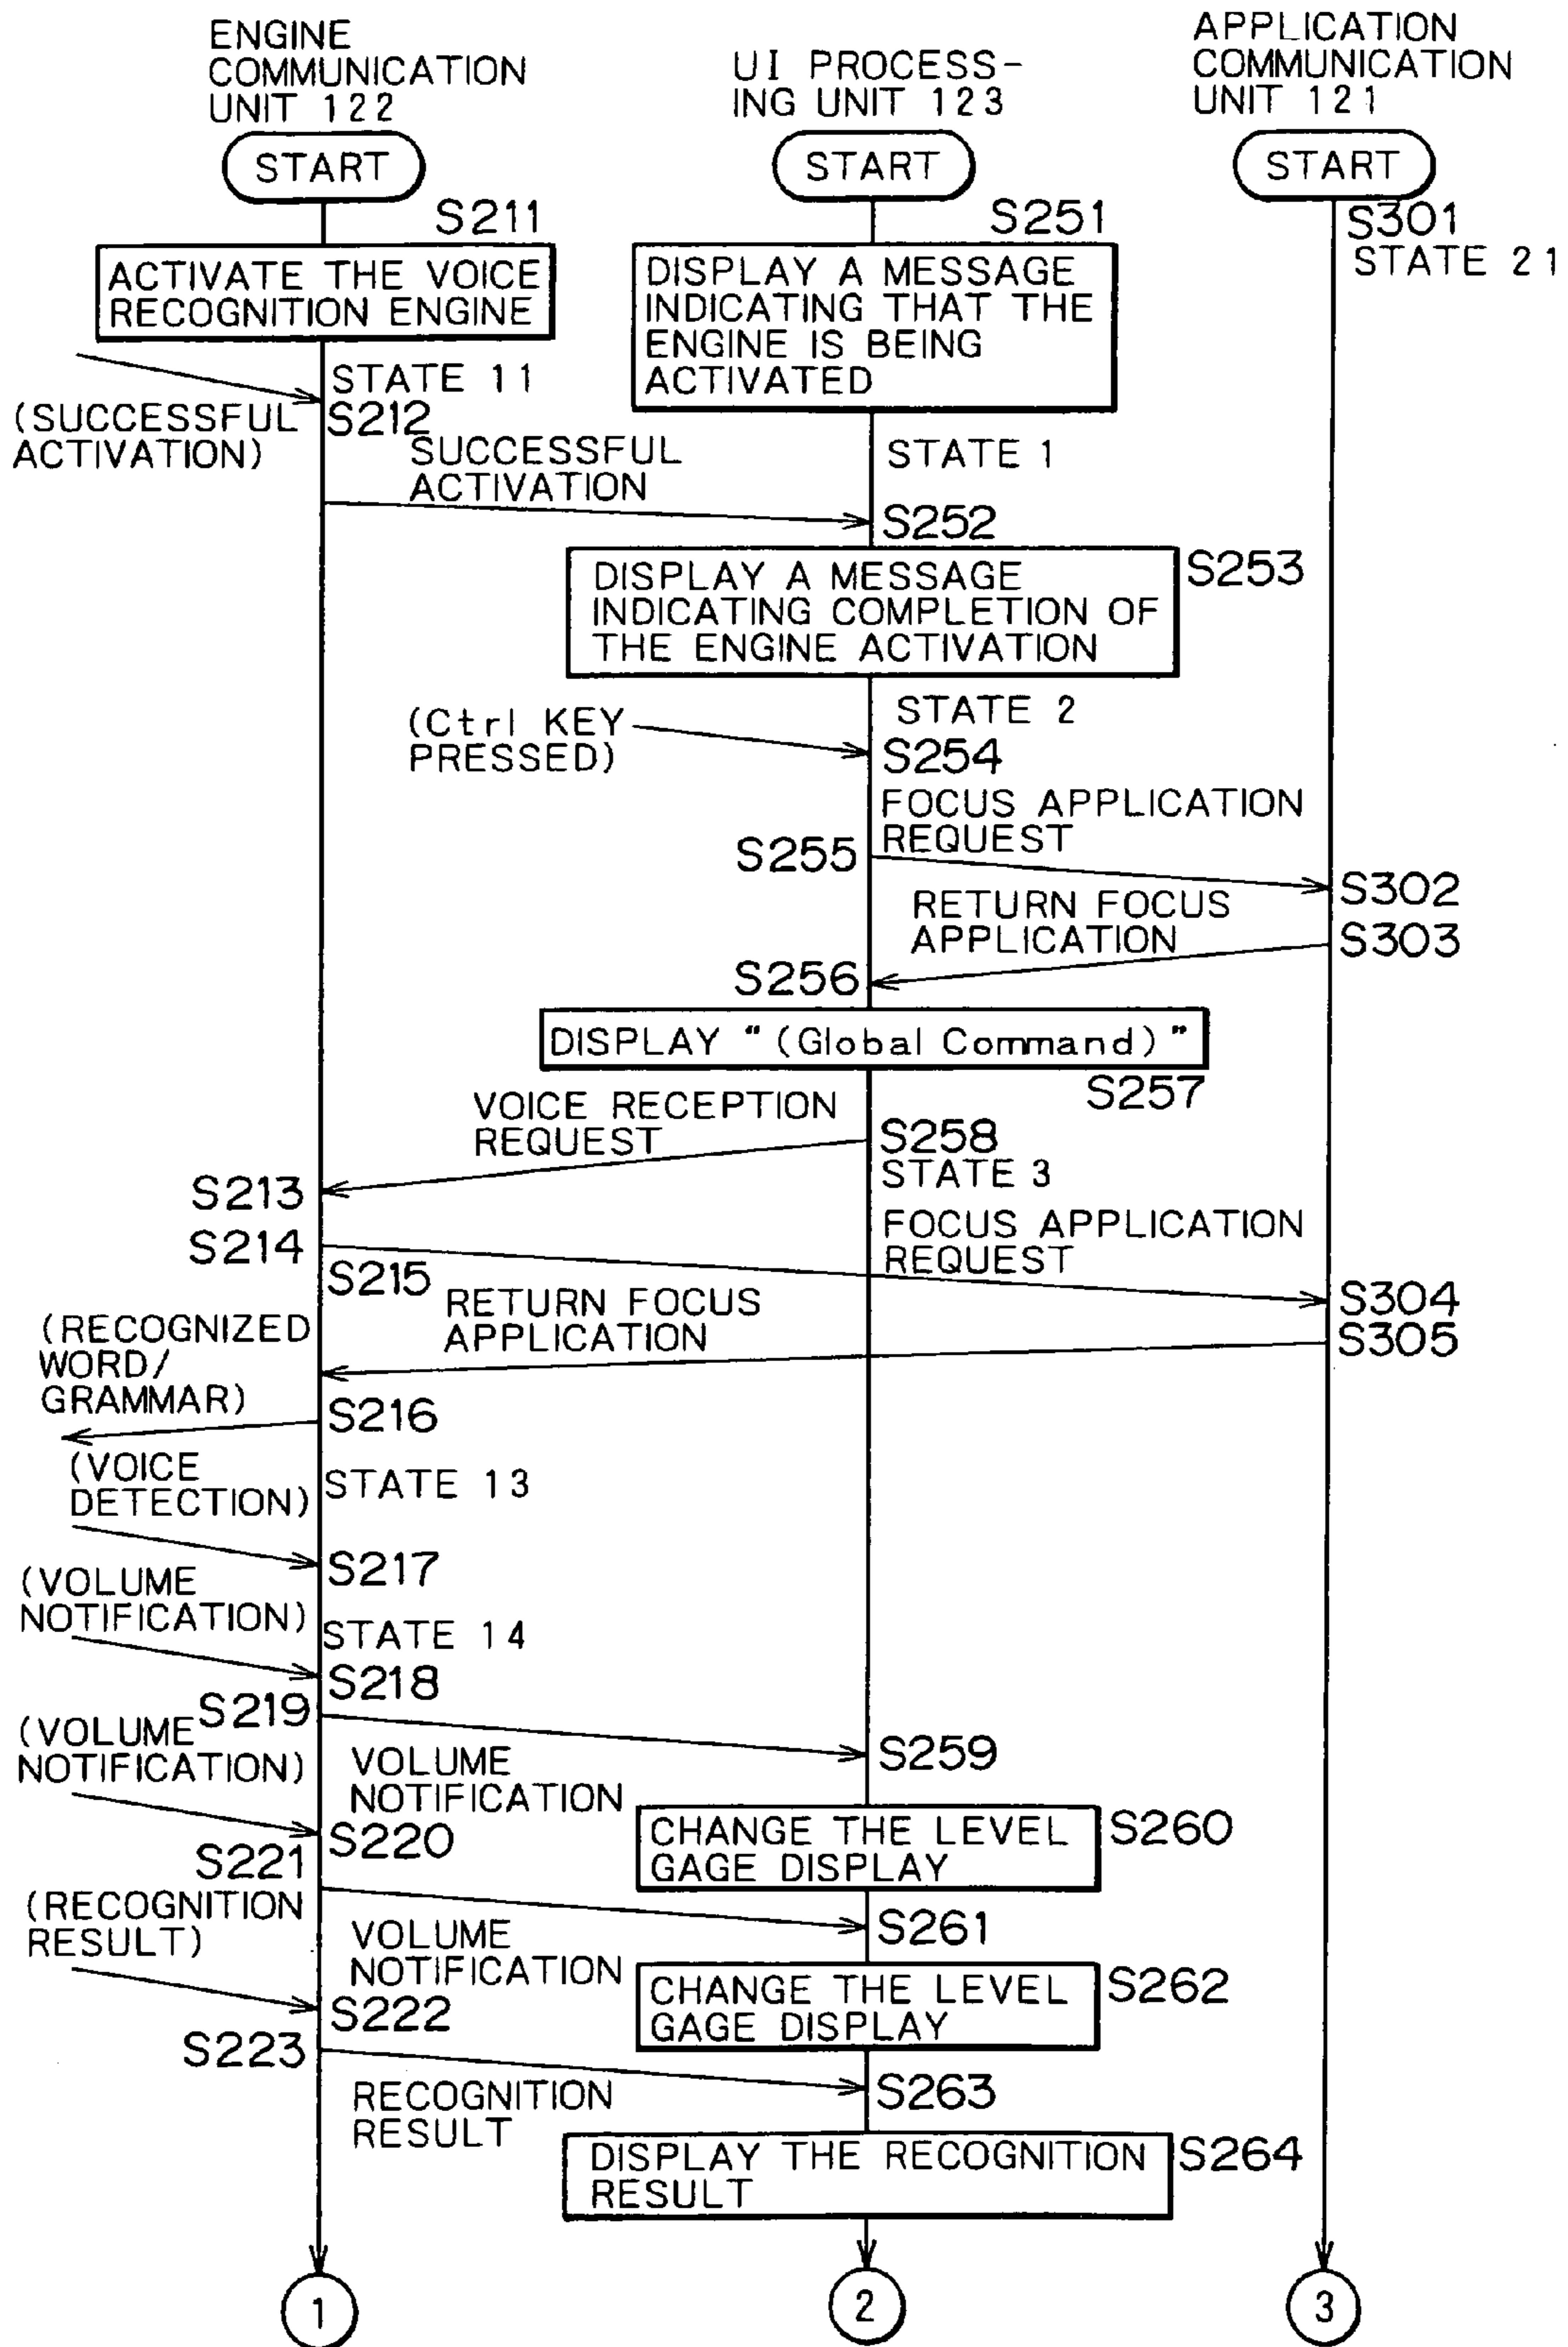 ENGINE
COMMUNICATION
UNIT 122
UI PROCESS-
ING UNIT 123
APPLICATION
COMMUNICATION
UNIT 121
START
START
START
S211
S251
S301
STATE 21
ACTIVATE THE VOICE
RECOGNITION ENGINE
DISPLAY A MESSAGE
INDICATING THAT THE
ENGINE IS BEING
ACTIVATED
STATE 11
(SUCCESSFUL
ACTIVATION)
S212
SUCCESSFUL
ACTIVATION
STATE 1
S252
DISPLAY A MESSAGE
INDICATING COMPLETION OF
THE ENGINE ACTIVATION
S253
(Ctrl KEY
PRESSED)
STATE 2
S254
FOCUS APPLICATION
REQUEST
S255
S302
RETURN FOCUS
APPLICATION
S303
S256
DISPLAY "(Global Command)"
S257
VOICE RECEPTION
REQUEST
S258
STATE 3
S213
S214
FOCUS APPLICATION
REQUEST
S215
S304
RETURN FOCUS
APPLICATION
S305
(RECOGNIZED
WORD/
GRAMMAR)
S216
(VOICE
DETECTION)
STATE 13
S217
(VOLUME
NOTIFICATION)
STATE 14
S218
S219
(VOLUME
NOTIFICATION)
VOLUME
NOTIFICATION
S259
S220
CHANGE THE LEVEL
GAGE DISPLAY
S260
S221
(RECOGNITION
RESULT)
VOLUME
NOTIFICATION
S261
S222
CHANGE THE LEVEL
GAGE DISPLAY
S262
S223
RECOGNITION
RESULT
S263
DISPLAY THE RECOGNITION
RESULT
S264
1
2
3